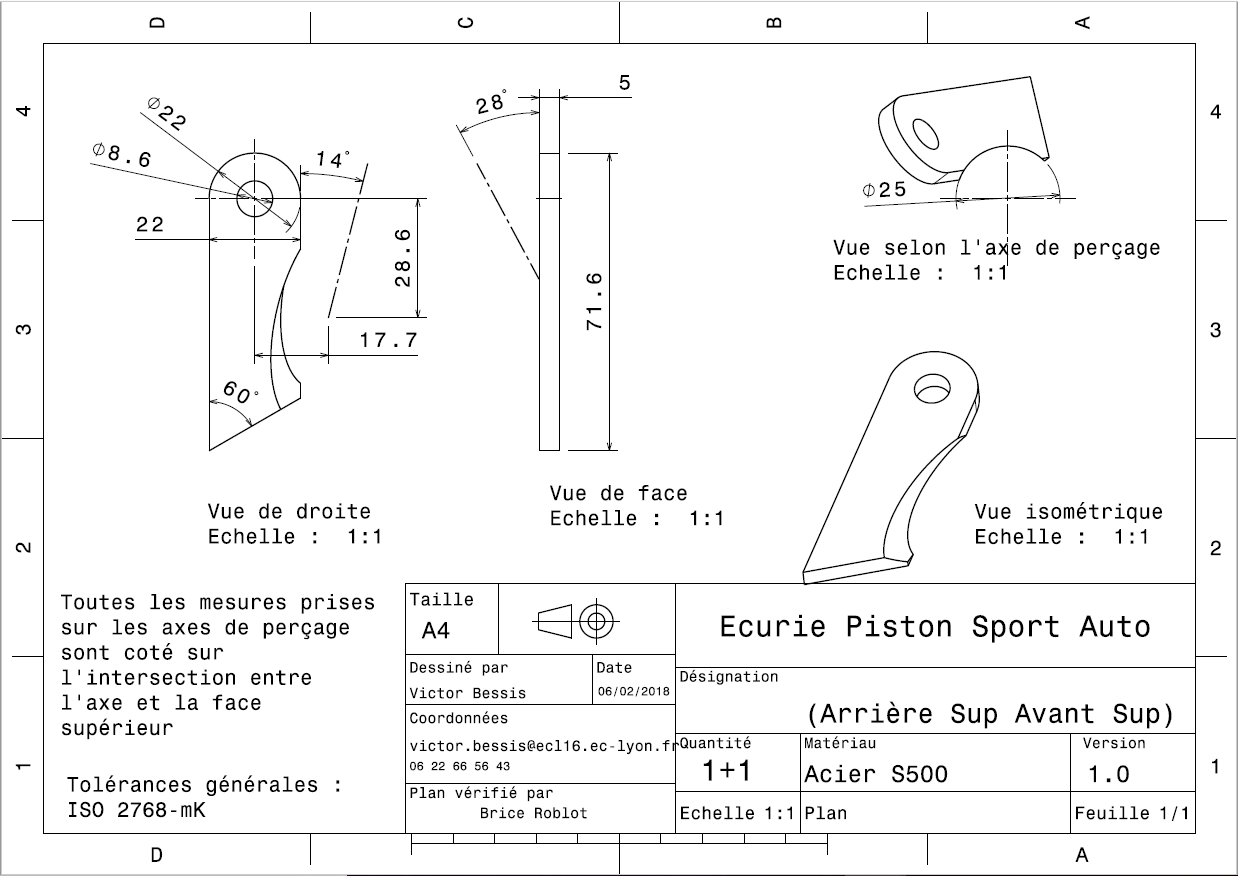 D
C
B
A
4
4
3
3
2
2
1
1
D
A
Ø22
Ø8.6
14°
22
28.6
17.7
60°
Vue de droite
Echelle :  1:1
28°
5
71.6
Vue de face
Echelle :  1:1
Ø25
Vue selon l'axe de perçage
Echelle :  1:1
Vue isométrique
Echelle :  1:1
Toutes les mesures prises
sur les axes de perçage
sont coté sur
l'intersection entre
l'axe et la face
supérieur
Tolérances générales :
ISO 2768-mK
Taille
A4
Dessiné par
Victor Bessis
Date
06/02/2018
Coordonnées
victor.bessis@ecl16.ec-lyon.fr
06 22 66 56 43
Plan vérifié par
Brice Roblot
Ecurie Piston Sport Auto
Désignation
(Arrière Sup Avant Sup)
Quantité
1+1
Matériau
Acier S500
Version
1.0
Echelle 1:1
Plan
Feuille 1/1